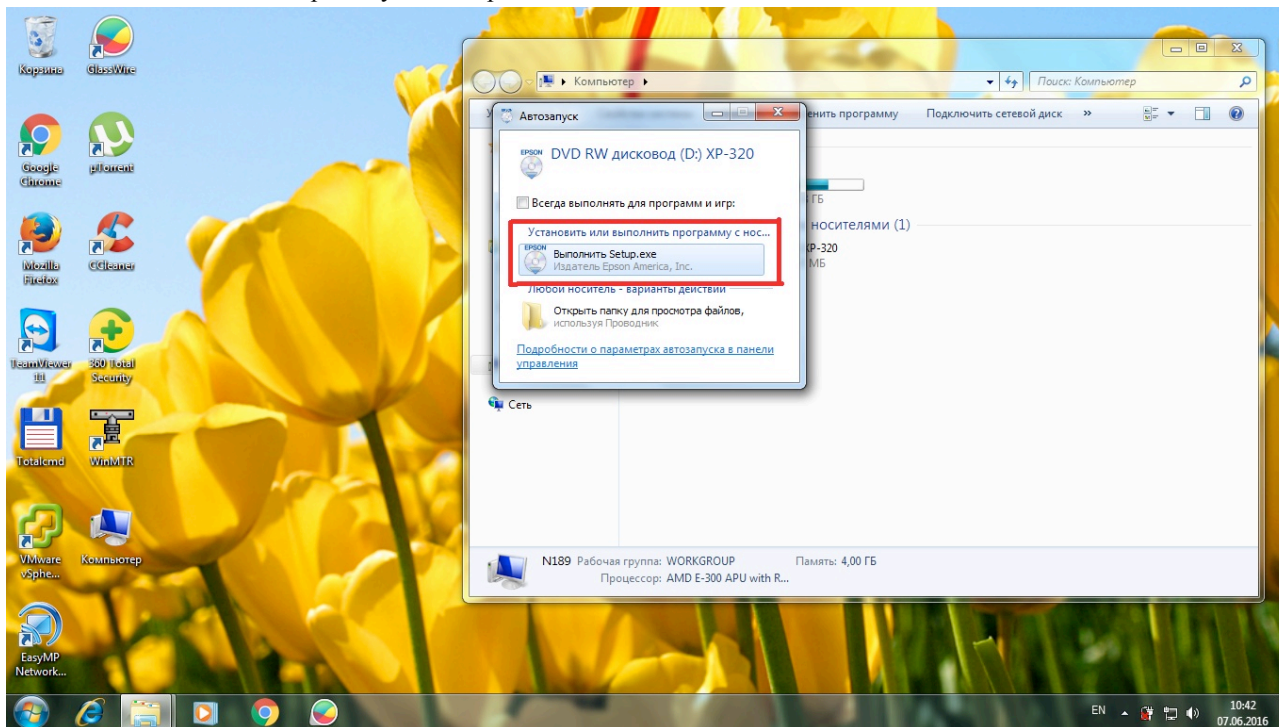 Корзина
GlassWire
Google Chrome
µTorrent
Mozilla Firefox
CCleaner
TeamViewer
360 Total Security
Totalcmd
WinMTR
VMware vSphe...
Компьютер
EasyMP Network...
Компьютер
Поиск: Компьютер
енить программу
Подключить сетевой диск
»
Автозапуск
EPSON
DVD RW дисковод (D:) XP-320
Всегда выполнять для программ и игр:
Установить или выполнить программу с нос...
EPSON
Выполнить Setup.exe
Издатель Epson America, Inc.
Любой носитель - варианты действий
Открыть папку для просмотра файлов,
используя Проводник
Подробности о параметрах автозапуска в панели
управления
ГБ
носителями (1)
XP-320
МБ
Сеть
N189 Рабочая группа: WORKGROUP
Память: 4,00 ГБ
Процессор: AMD E-300 APU with R...
EN
10:42
07.06.2016